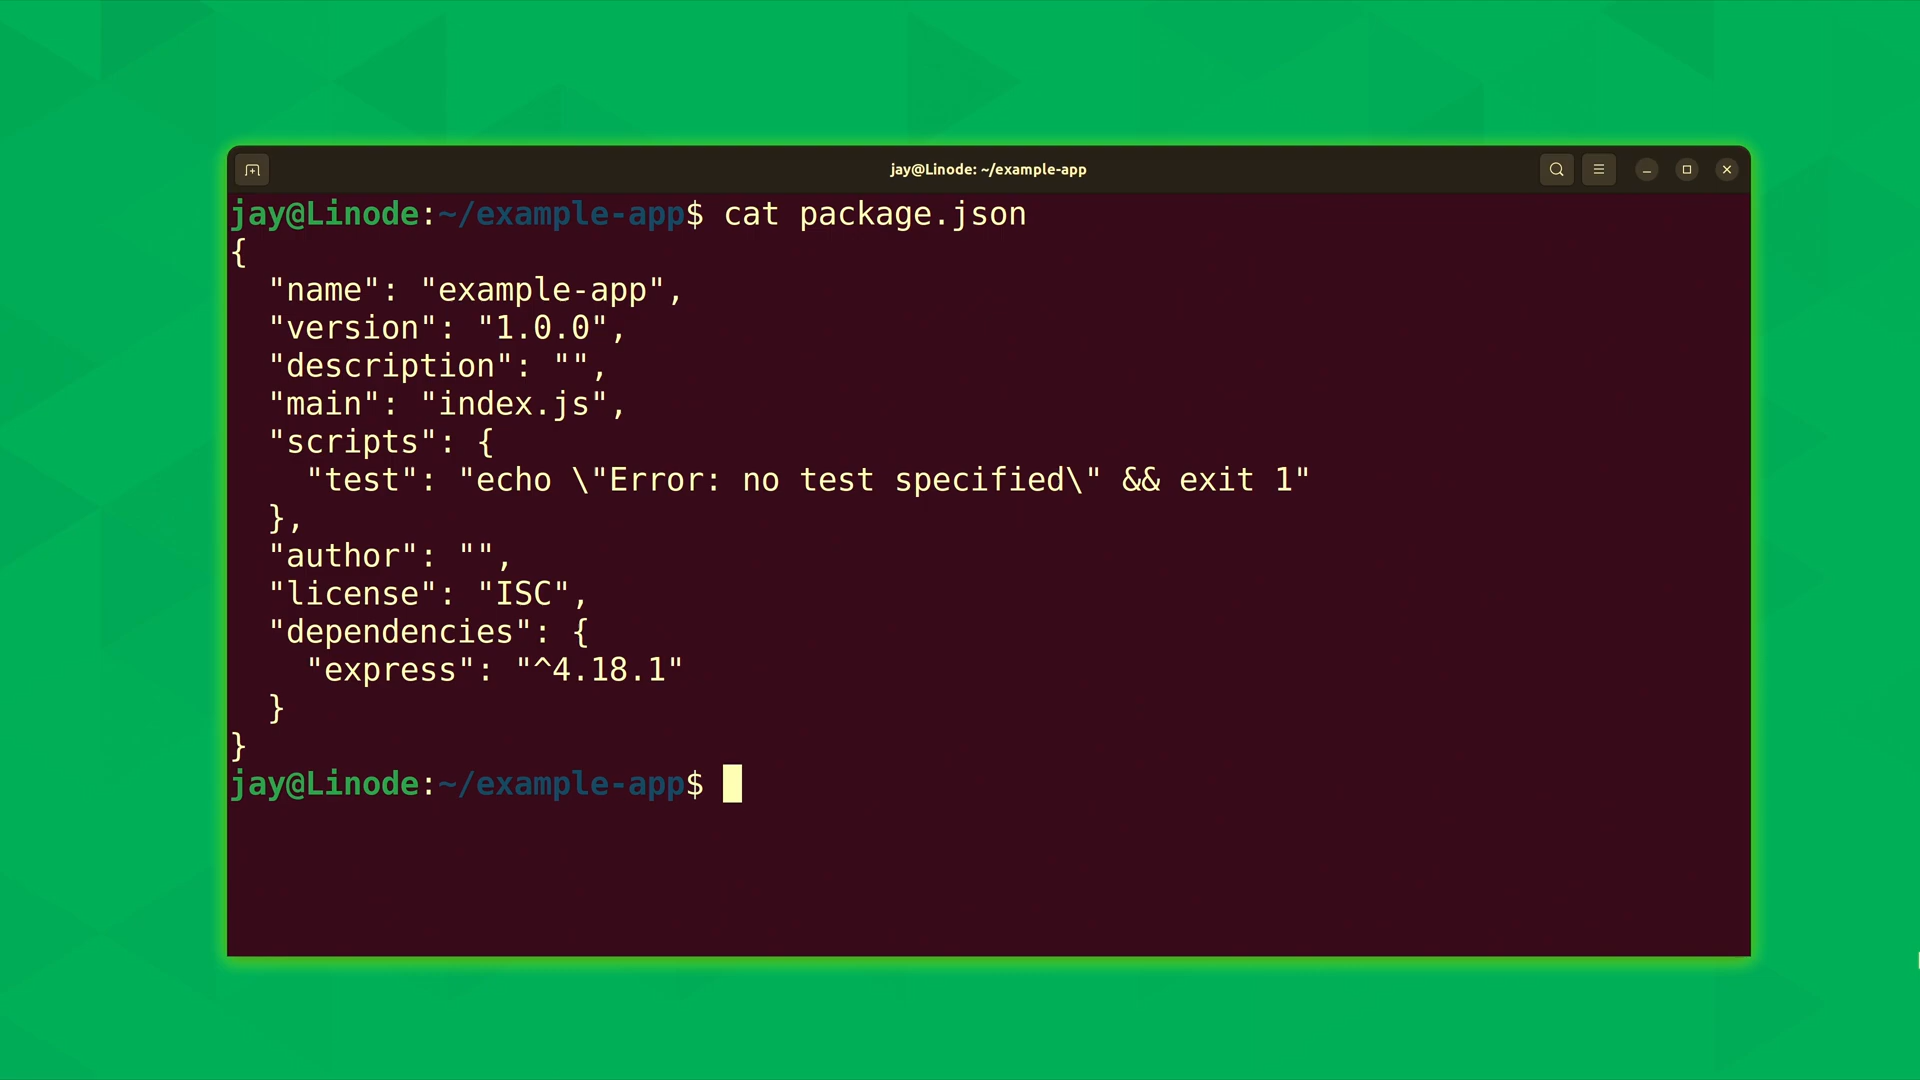 jay@Linode: ~/example-app
jay@Linode:~/example-app$ cat package.json
{
  "name": "example-app",
  "version": "1.0.0",
  "description": "",
  "main": "index.js",
  "scripts": {
    "test": "echo \"Error: no test specified\" && exit 1"
  },
  "author": "",
  "license": "ISC",
  "dependencies": {
    "express": "^4.18.1"
  }
}
jay@Linode:~/example-app$